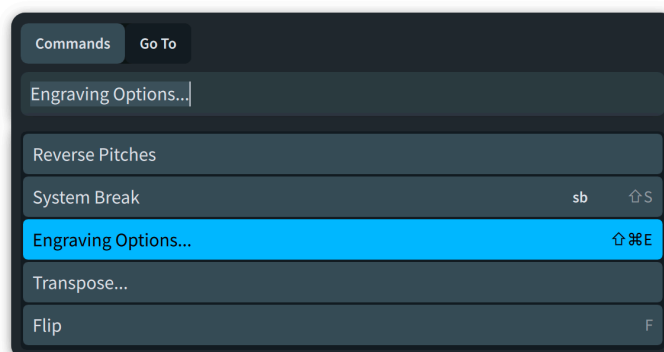 Commands Go To
Engraving Options...
Reverse Pitches
System Break sb ⇧S
Engraving Options... ⇧⌘E
Transpose...
Flip F